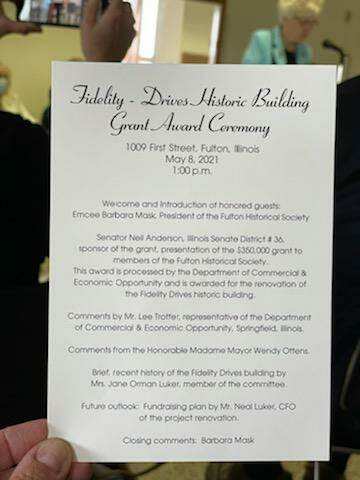 Fidelity - Drives Historic Building
Grant Award Ceremony
1009 First Street, Fulton, Illinois
May 8, 2021
1:00 p.m.
Welcome and Introduction of honored guests:
Emcee Barbara Mask, President of the Fulton Historical Society
Senator Neil Anderson, Illinois Senate District # 36,
sponsor of the grant, presentation of the $350,000 grant to
members of the Fulton Historical Society.
This award is processed by the Department of Commercial &
Economic Opportunity and is awarded for the renovation of
the Fidelity Drives historic building.
Comments by Mr. Lee Trotter, representative of the Department
of Commercial & Economic Opportunity, Springfield, Illinois.
Comments from the Honorable Madame Mayor Wendy Ottens.
Brief, recent history of the Fidelity Drives building by
Mrs. Jane Orman Luker, member of the committee.
Future outlook: Fundraising plan by Mr. Neal Luker, CFO
of the project renovation.
Closing comments: Barbara Mask